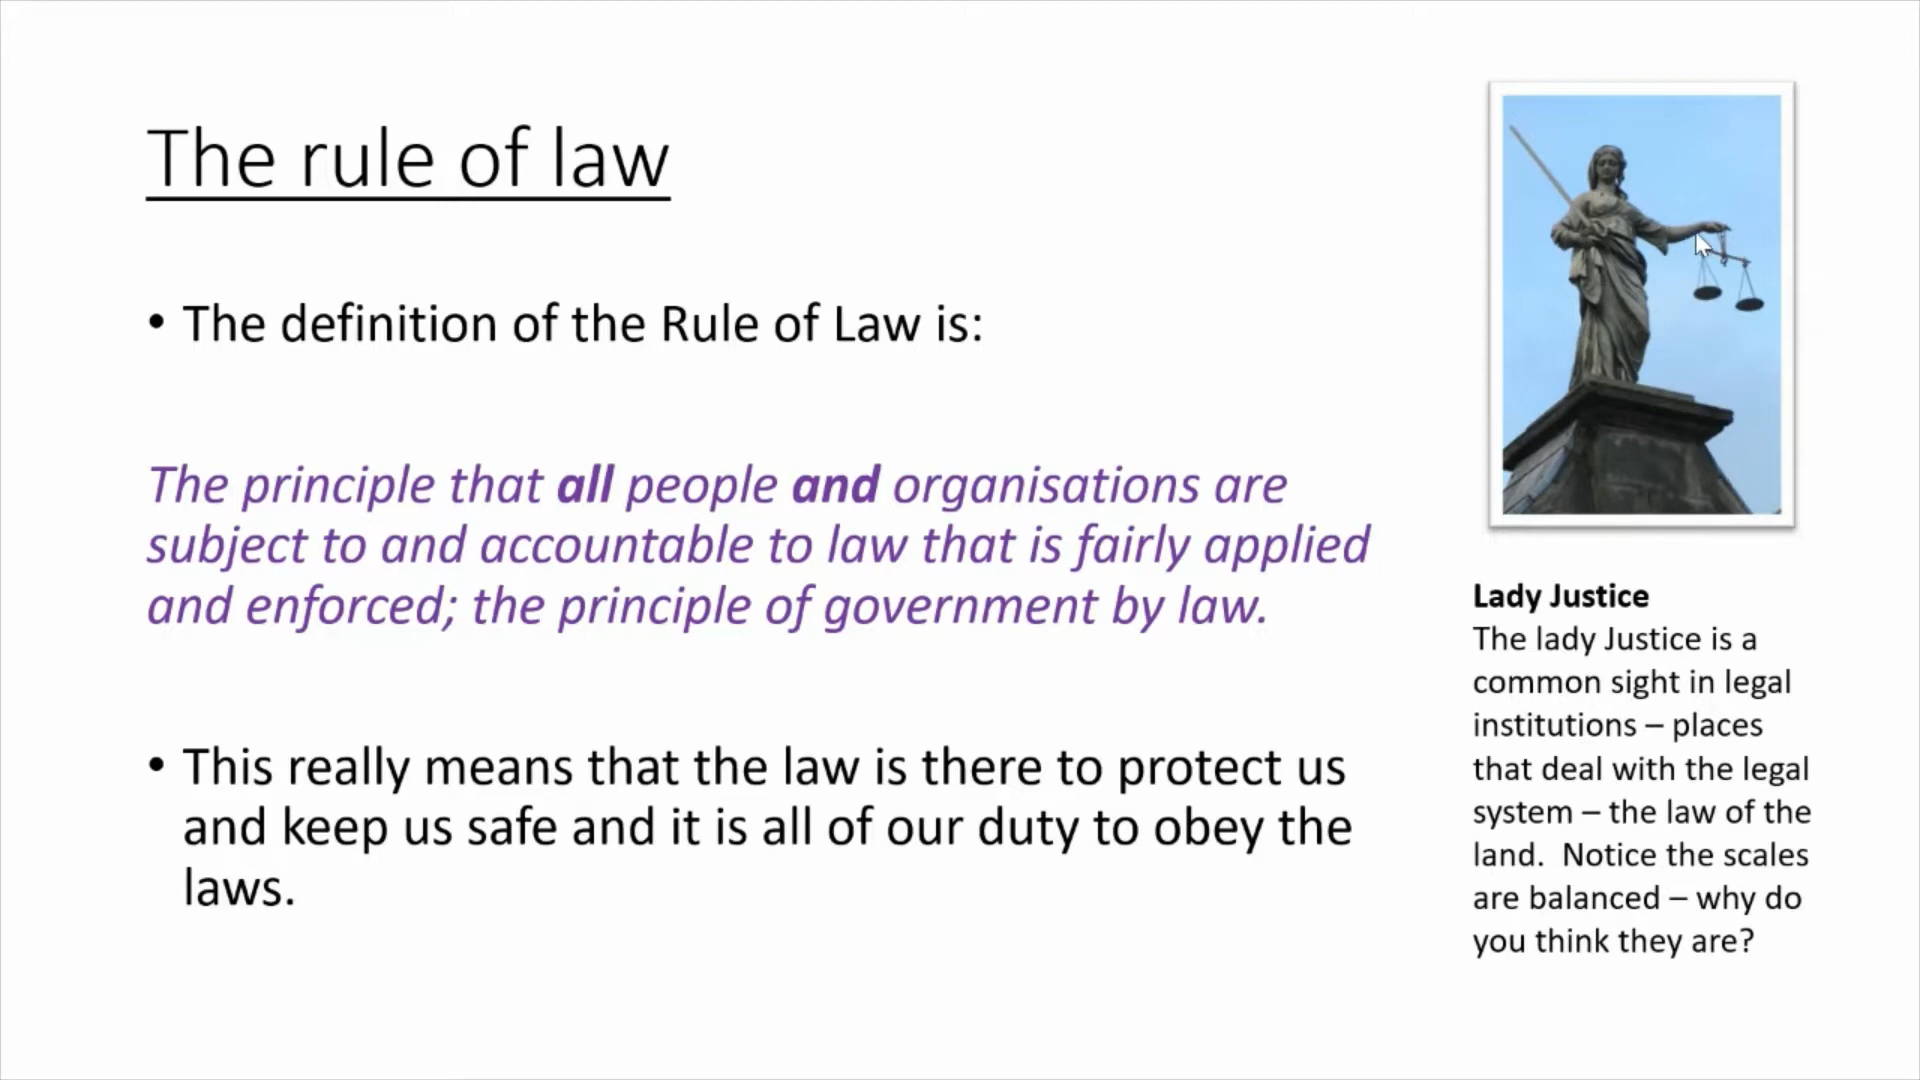 The rule of law
• The definition of the Rule of Law is:
The principle that all people and organisations are
subject to and accountable to law that is fairly applied
and enforced; the principle of government by law.
• This really means that the law is there to protect us
and keep us safe and it is all of our duty to obey the
laws.
Lady Justice
The lady Justice is a
common sight in legal
institutions – places
that deal with the legal
system – the law of the
land.  Notice the scales
are balanced – why do
you think they are?